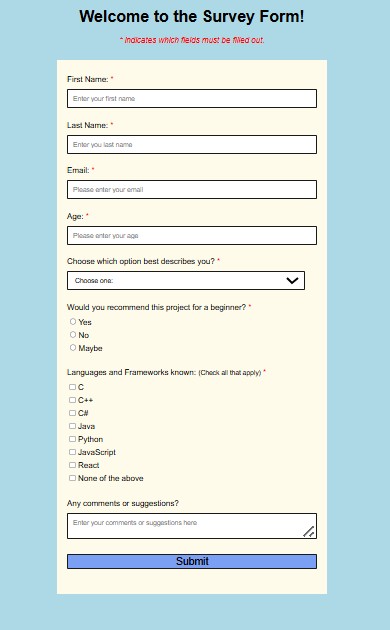 Welcome to the Survey Form!
* Indicates which fields must be filled out.
First Name: *
Enter your first name
Last Name: *
Enter you last name
Email: *
Please enter your email
Age: *
Please enter your age
Choose which option best describes you? *
Choose one:
Would you recommend this project for a beginner? *
Yes
No
Maybe
Languages and Frameworks known: (Check all that apply) *
C
C++
C#
Java
Python
JavaScript
React
None of the above
Any comments or suggestions?
Enter your comments or suggestions here
Submit